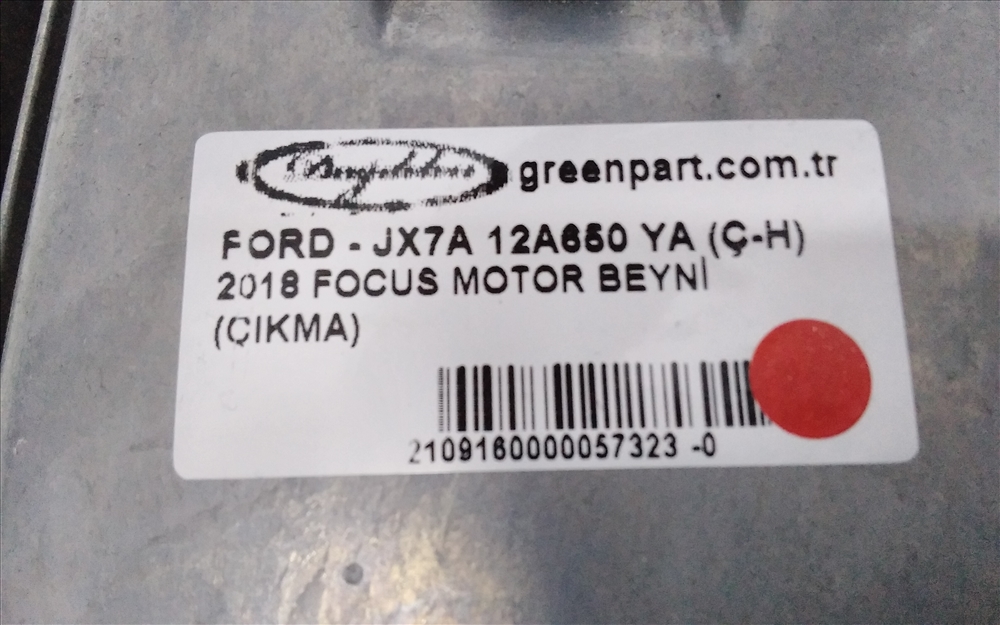 greenpart.com.tr
FORD - JX7A 12A650 YA (Ç-H)
2018 FOCUS MOTOR BEYNİ
(ÇIKMA)
2109160000057323 -0